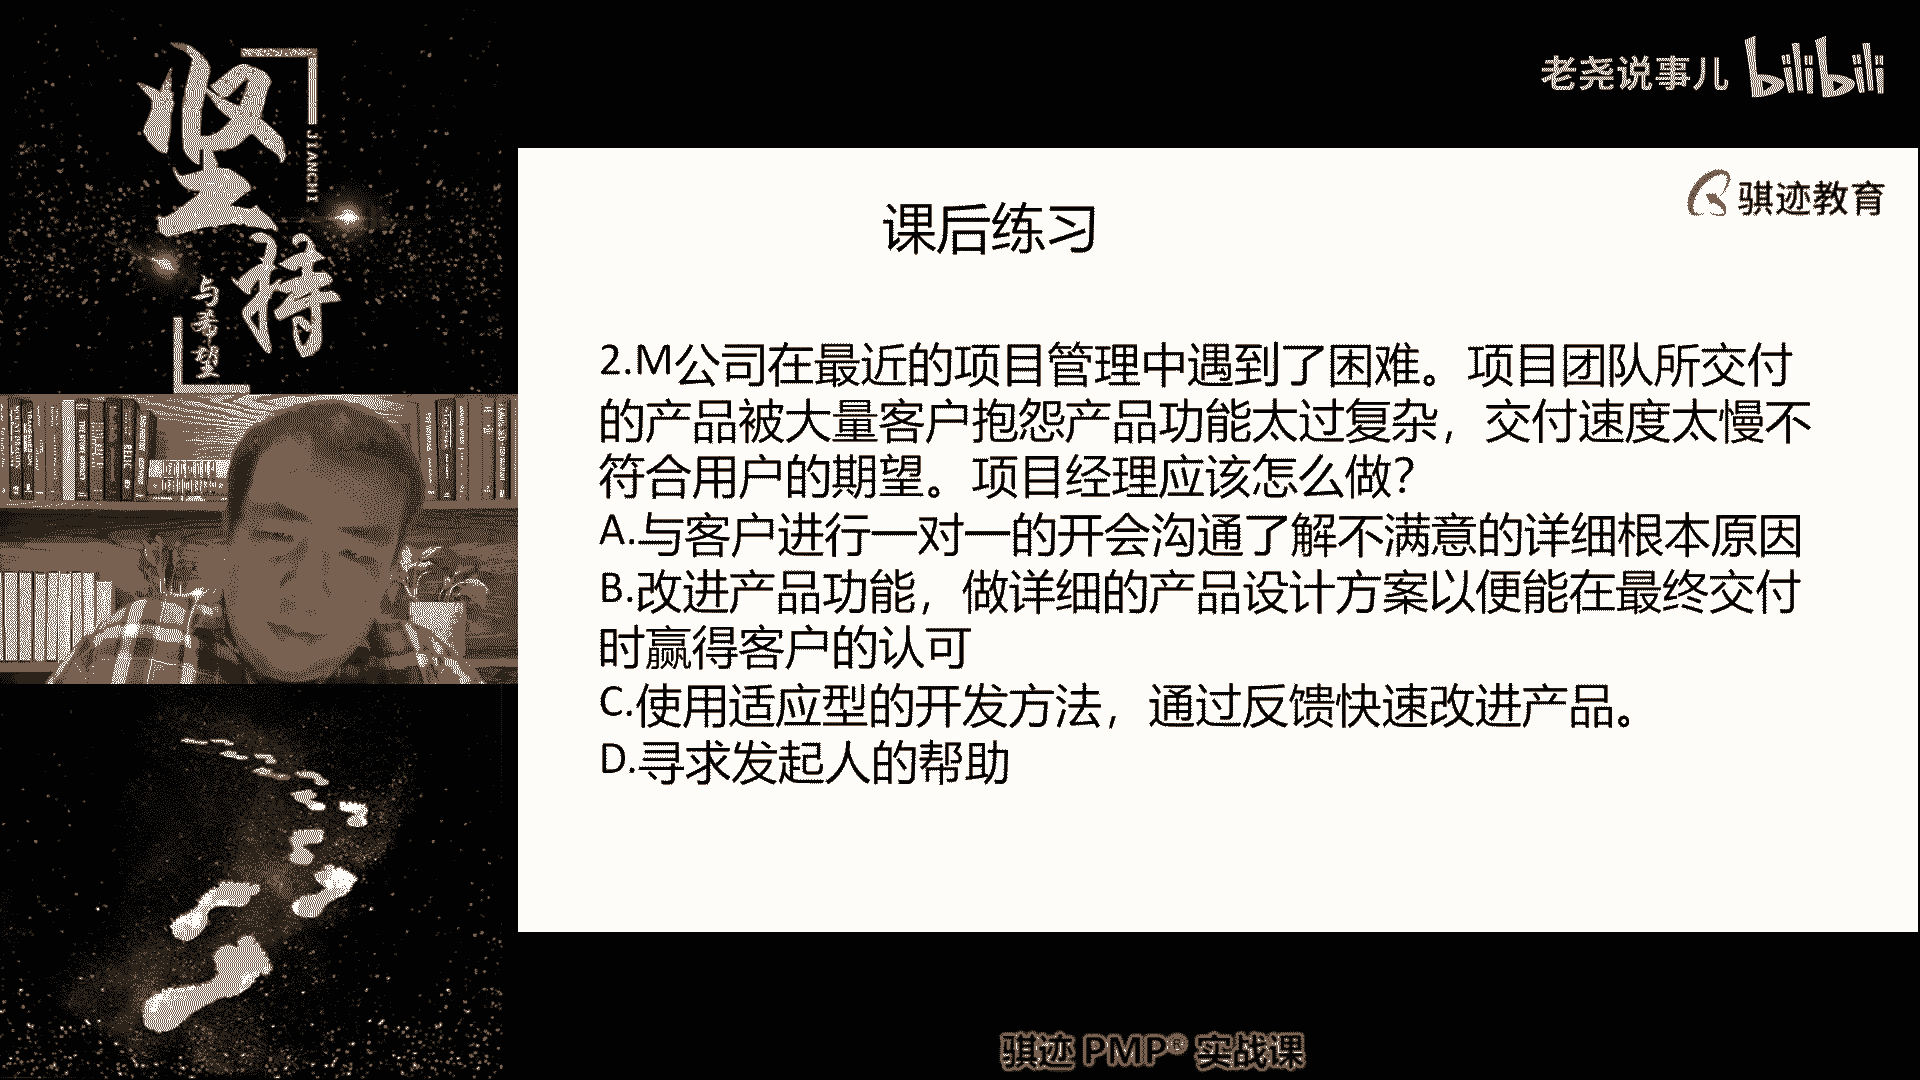 坚持
JIANCHI
与希望
老尧说事儿 bilibili
骐迹教育
课后练习
2.M公司在最近的项目管理中遇到了困难。项目团队所交付
的产品被大量客户抱怨产品功能太过复杂，交付速度太慢不
符合用户的期望。项目经理应该怎么做？
A.与客户进行一对一的开会沟通了解不满意的详细根本原因
B.改进产品功能，做详细的产品设计方案以便能在最终交付
时赢得客户的认可
C.使用适应型的开发方法，通过反馈快速改进产品。
D.寻求发起人的帮助
骐迹 PMP® 实战课